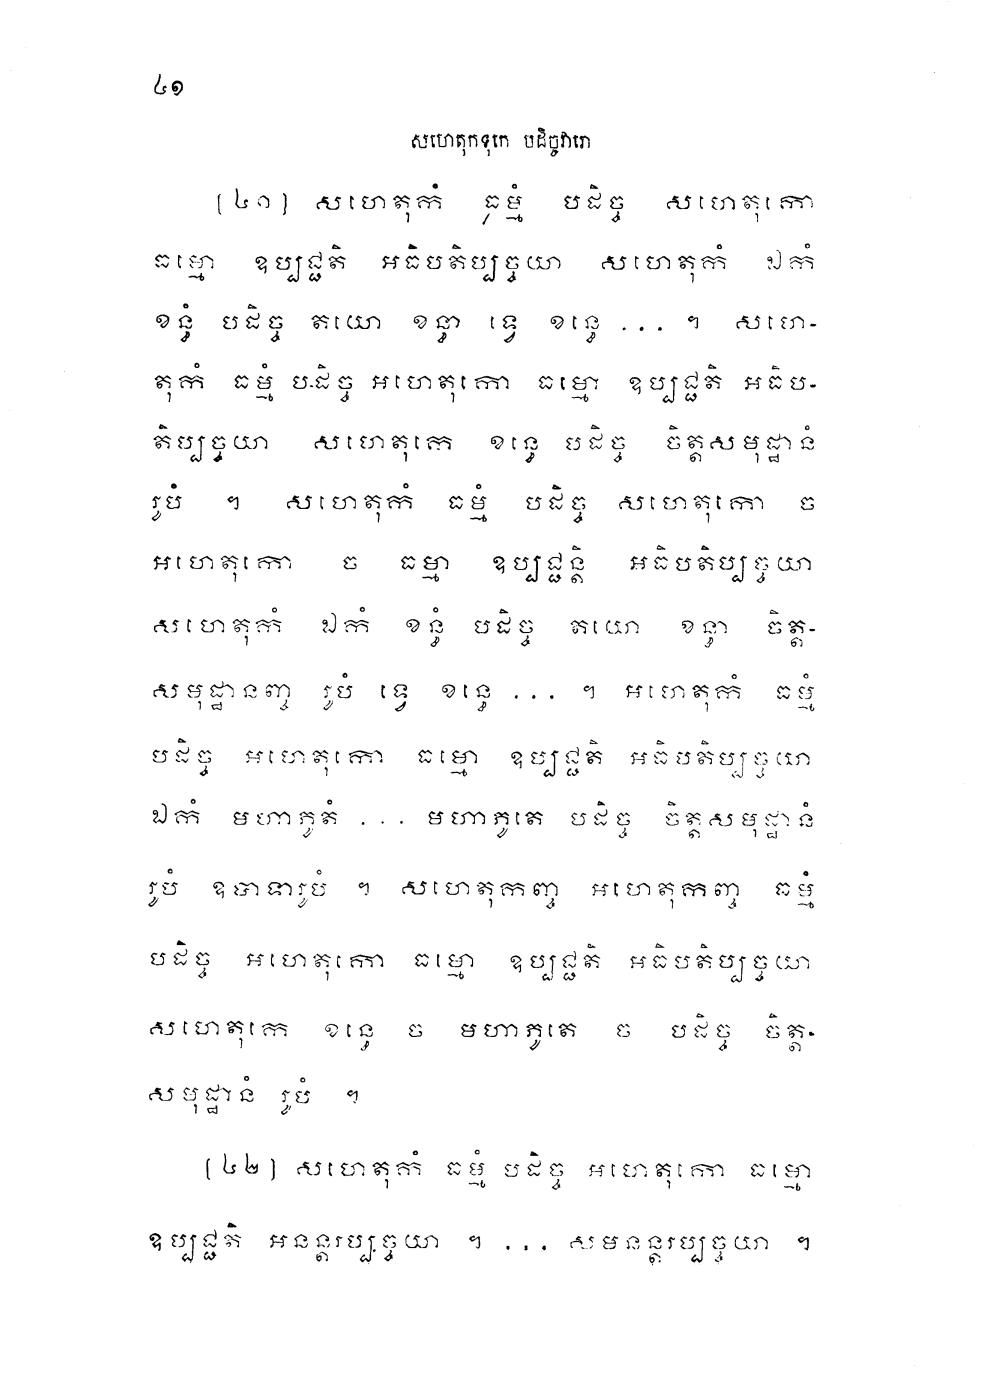 ៤១
សហេតុកទុកេ បដិច្ចវារោ
(៤១) សហេតុកំ ធម្មំ បដិច្ច សហេតុកោ
ធម្មោ ឧប្បជ្ជតិ អធិបតិប្បច្ចយា សហេតុកំ ឯកំ
ខន្ធំ បដិច្ច តយោ ខន្ធា ទ្វេ ខន្ធេ ... ។ សហេ-
តុកំ ធម្មំ បដិច្ច អហេតុកោ ធម្មោ ឧប្បជ្ជតិ អធិប-
តិប្បច្ចយា សហេតុកេ ខន្ធេ បដិច្ច ចិត្តសមុដ្ឋានំ
រូបំ ។ សហេតុកំ ធម្មំ បដិច្ច សហេតុកោ ច
អហេតុកោ ច ធម្មា ឧប្បជ្ជន្តិ អធិបតិប្បច្ចយា
សហេតុកំ ឯកំ ខន្ធំ បដិច្ច តយោ ខន្ធា ចិត្ត-
សមុដ្ឋានញ្ច រូបំ ទ្វេ ខន្ធេ ... ។ អហេតុកំ ធម្មំ
បដិច្ច អហេតុកោ ធម្មោ ឧប្បជ្ជតិ អធិបតិប្បច្ចយា
ឯកំ មហាភូតំ ... មហាភូតេ បដិច្ច ចិត្តសមុដ្ឋានំ
រូបំ ឧបាទារូបំ ។ សហេតុកញ្ច អហេតុកញ្ច ធម្មំ
បដិច្ច អហេតុកោ ធម្មោ ឧប្បជ្ជតិ អធិបតិប្បច្ចយា
សហេតុកេ ខន្ធេ ច មហាភូតេ ច បដិច្ច ចិត្ត-
សមុដ្ឋានំ រូបំ ។
(៤២) សហេតុកំ ធម្មំ បដិច្ច អហេតុកោ ធម្មោ
ឧប្បជ្ជតិ អនន្តរប្បច្ចយា ។ ... សមនន្តរប្បច្ចយា ។